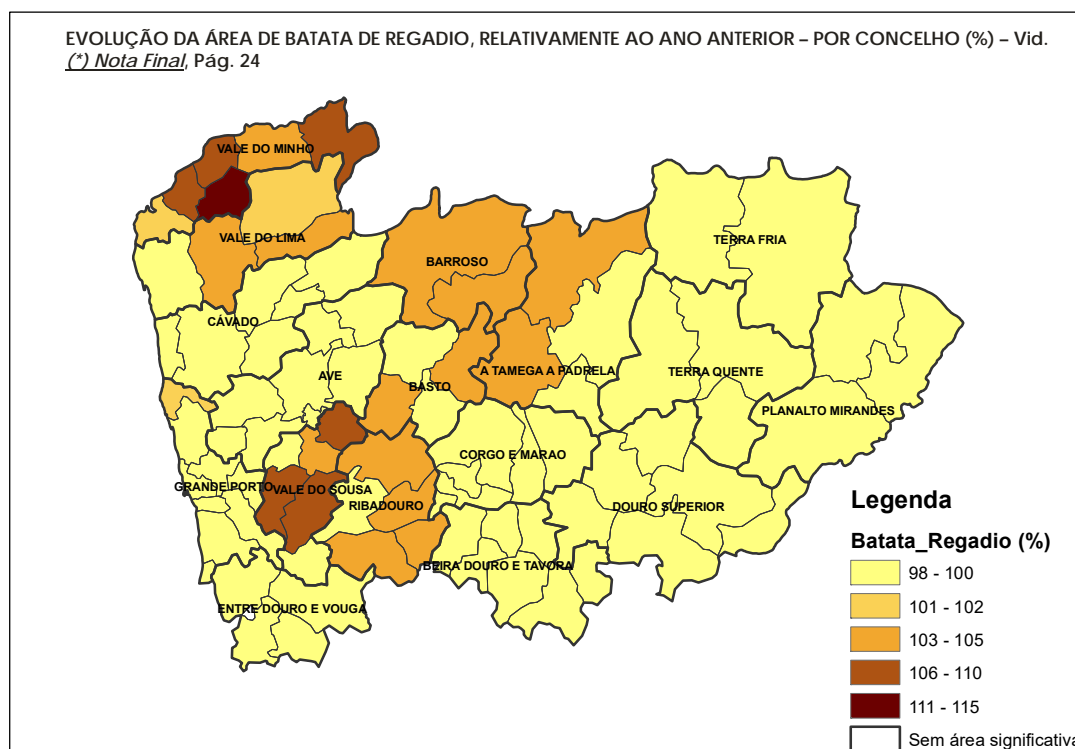 EVOLUÇÃO DA ÁREA DE BATATA DE REGADIO, RELATIVAMENTE AO ANO ANTERIOR – POR CONCELHO (%) – Vid.
(*) Nota Final, Pág. 24
VALE DO MINHO
VALE DO LIMA
TERRA FRIA
BARROSO
CÁVADO
AVE
BASTO
A TAMEGA A PADRELA
TERRA QUENTE
PLANALTO MIRANDES
CORGO E MARAO
GRANDE PORTO
VALE DO SOUSA
RIBADOURO
DOURO SUPERIOR
BEIRA DOURO E TAVORA
ENTRE DOURO E VOUGA
Legenda
Batata_Regadio (%)
98 - 100
101 - 102
103 - 105
106 - 110
111 - 115
Sem área significativa